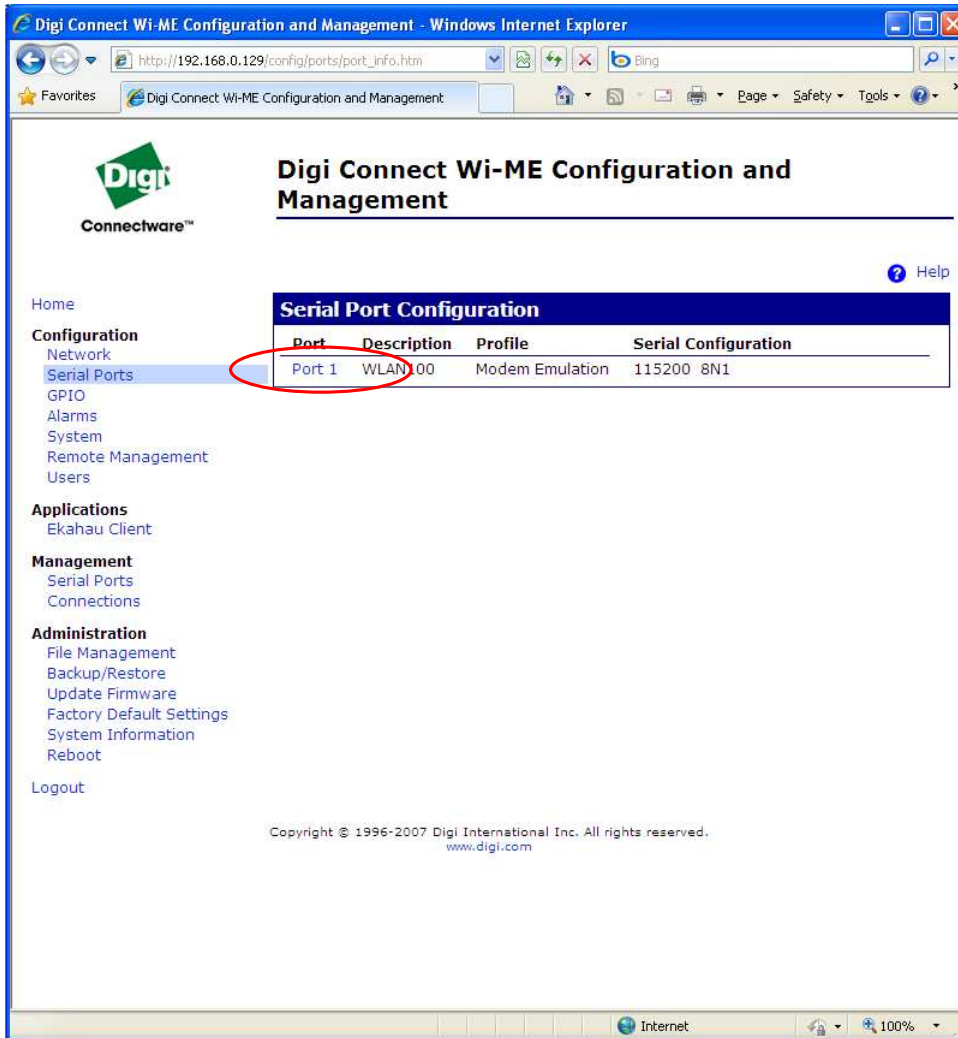 Digi Connect Wi-ME Configuration and Management - Windows Internet Explorer
http://192.168.0.129/config/ports/port_info.htm
Bing
Favorites
Digi Connect Wi-ME Configuration and Management
Page
Safety
Tools
Digi
Connectware™
Digi Connect Wi-ME Configuration and
Management
Help
Home
Configuration
Network
Serial Ports
GPIO
Alarms
System
Remote Management
Users
Applications
Ekahau Client
Management
Serial Ports
Connections
Administration
File Management
Backup/Restore
Update Firmware
Factory Default Settings
System Information
Reboot
Logout
Serial Port Configuration
Port Description Profile Serial Configuration
Port 1 WLAN100 Modem Emulation 115200 8N1
Copyright © 1996-2007 Digi International Inc. All rights reserved.
www.digi.com
Internet
100%